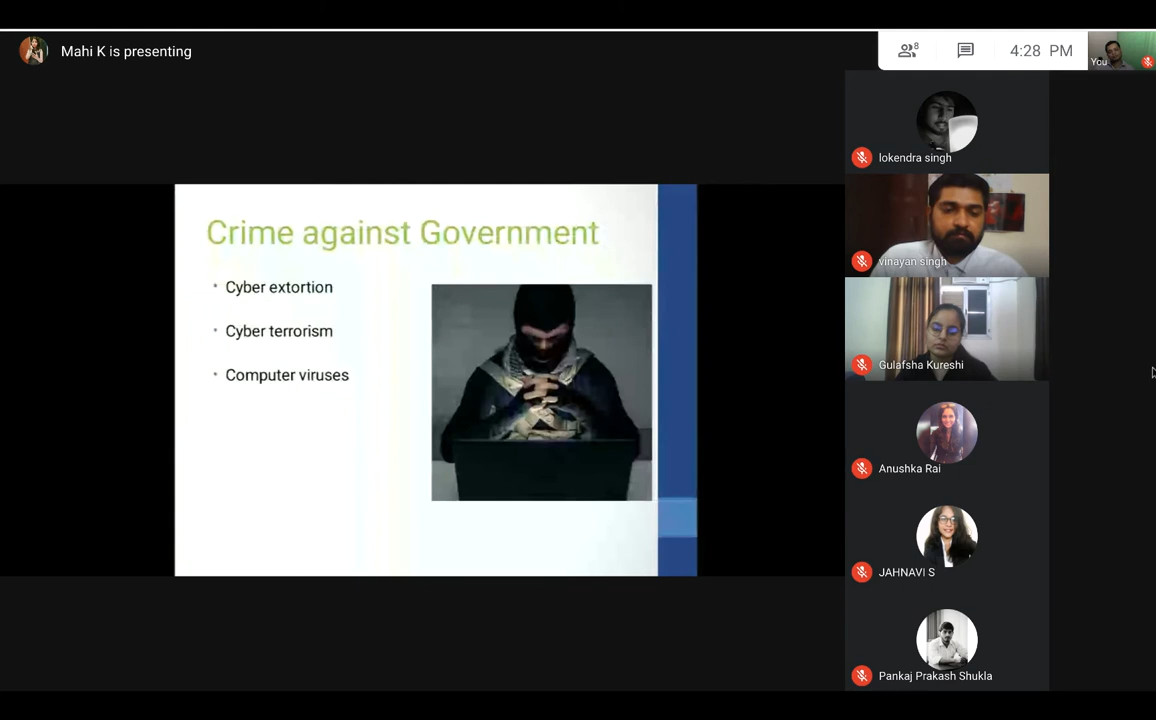 Mahi K is presenting
8
4:28 PM
You
Crime against Government
• Cyber extortion
• Cyber terrorism
• Computer viruses
lokendra singh
vinayan singh
Gulafsha Kureshi
Anushka Rai
JAHNAVI S
Pankaj Prakash Shukla